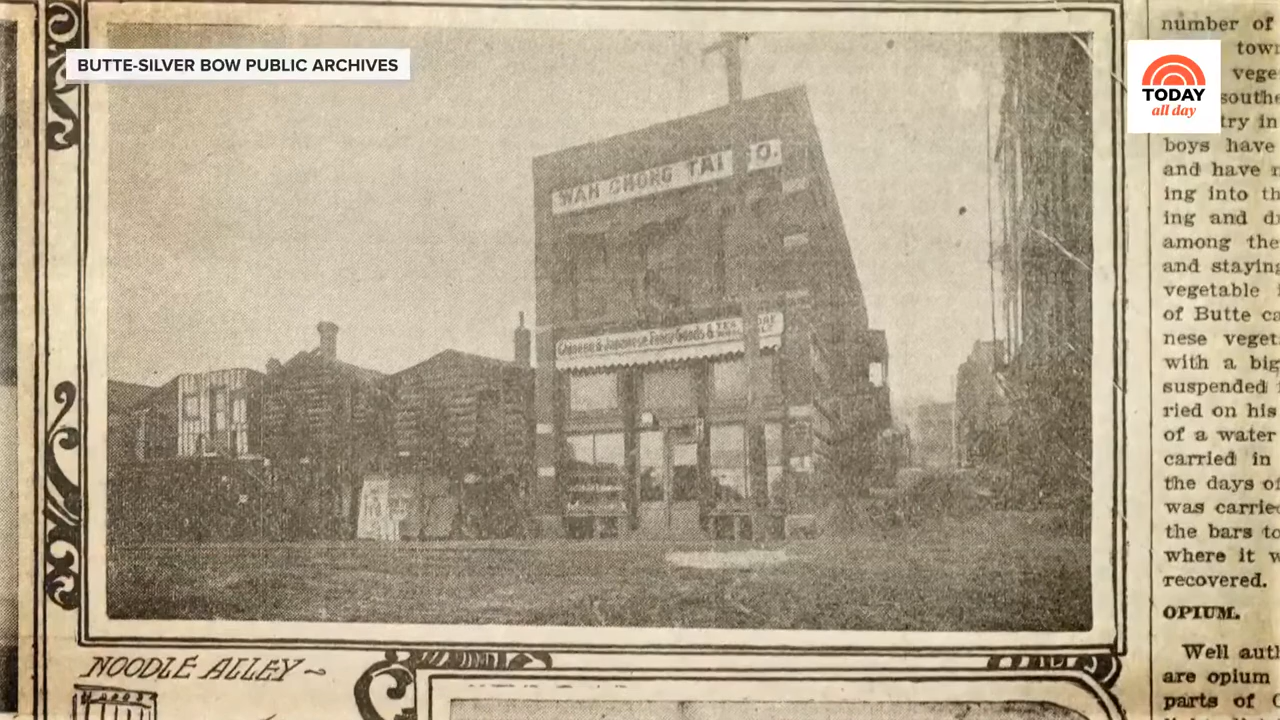 BUTTE-SILVER BOW PUBLIC ARCHIVES
TODAY
all day
WAH CHONG TAI CO.
Chinese & Japanese Fancy Goods & TEA
NOODLE ALLEY
number of
town
vege
southe
try in
boys have
and have
ing into th
ing and di
among the
and staying
vegetable
of Butte ca
nese veget
with a big
suspended
ried on his
of a water
carried in
the days of
was carried
the bars to
where it w
recovered.
OPIUM.
Well auth
are opium
parts of